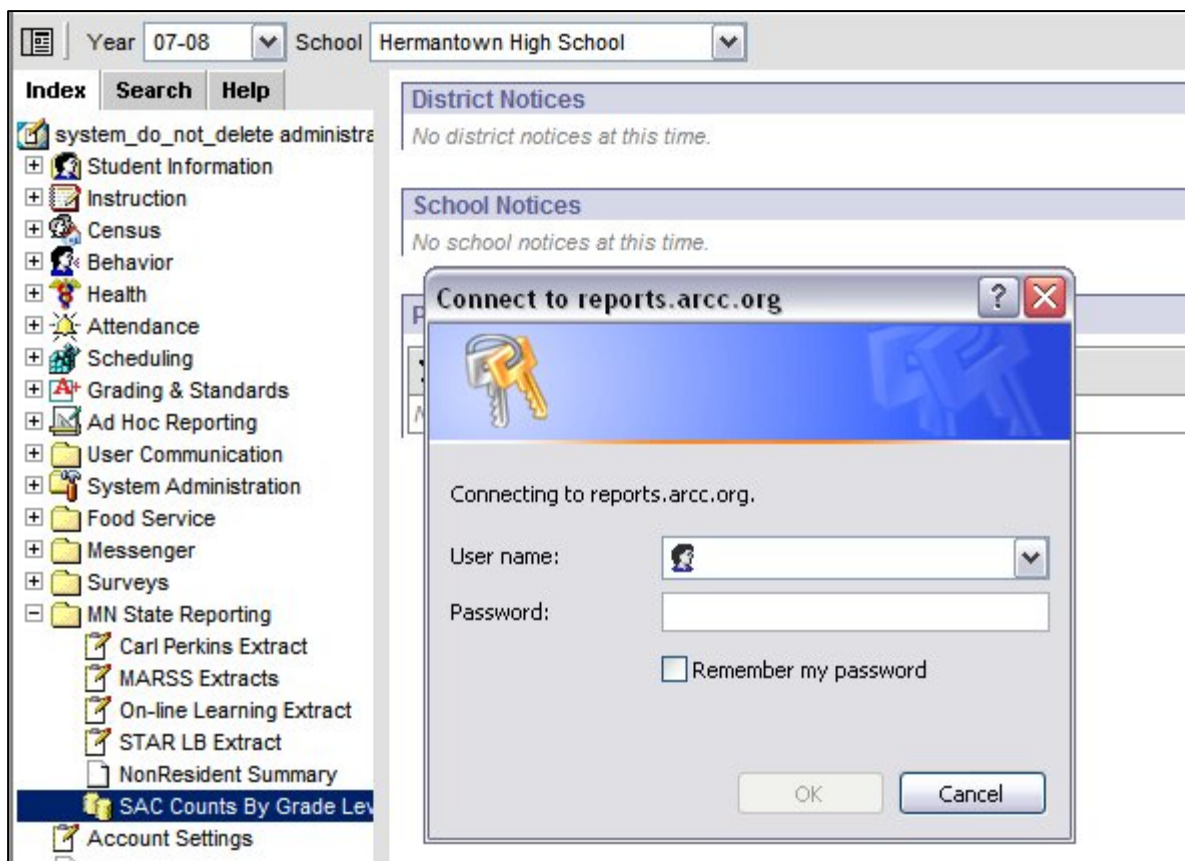 Year 07-08 School Hermantown High School
Index Search Help
system_do_not_delete administra
Student Information
Instruction
Census
Behavior
Health
Attendance
Scheduling
Grading & Standards
Ad Hoc Reporting
User Communication
System Administration
Food Service
Messenger
Surveys
MN State Reporting
Carl Perkins Extract
MARSS Extracts
On-line Learning Extract
STAR LB Extract
NonResident Summary
SAC Counts By Grade Lev
Account Settings
District Notices
No district notices at this time.
School Notices
No school notices at this time.
Connect to reports.arcc.org
Connecting to reports.arcc.org.
User name:
Password:
Remember my password
OK Cancel